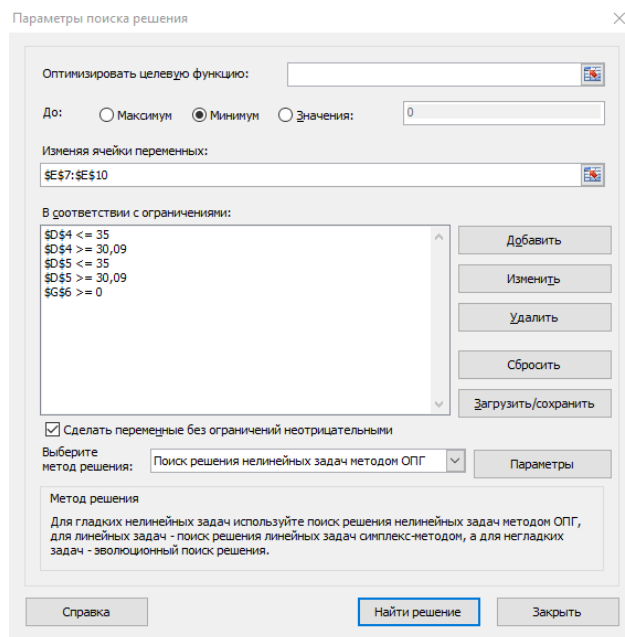 Параметры поиска решения
Оптимизировать целевую функцию:
До: Максимум Минимум Значения: 0
Изменяя ячейки переменных:
$E$7:$E$10
В соответствии с ограничениями:
$D$4 <= 35
$D$4 >= 30,09
$D$5 <= 35
$D$5 >= 30,09
$G$6 >= 0
Добавить
Изменить
Удалить
Сбросить
Загрузить/сохранить
Сделать переменные без ограничений неотрицательными
Выберите
метод решения:
Поиск решения нелинейных задач методом ОПГ
Параметры
Метод решения
Для гладких нелинейных задач используйте поиск решения нелинейных задач методом ОПГ,
для линейных задач - поиск решения линейных задач симплекс-методом, а для негладких
задач - эволюционный поиск решения.
Справка
Найти решение
Закрыть